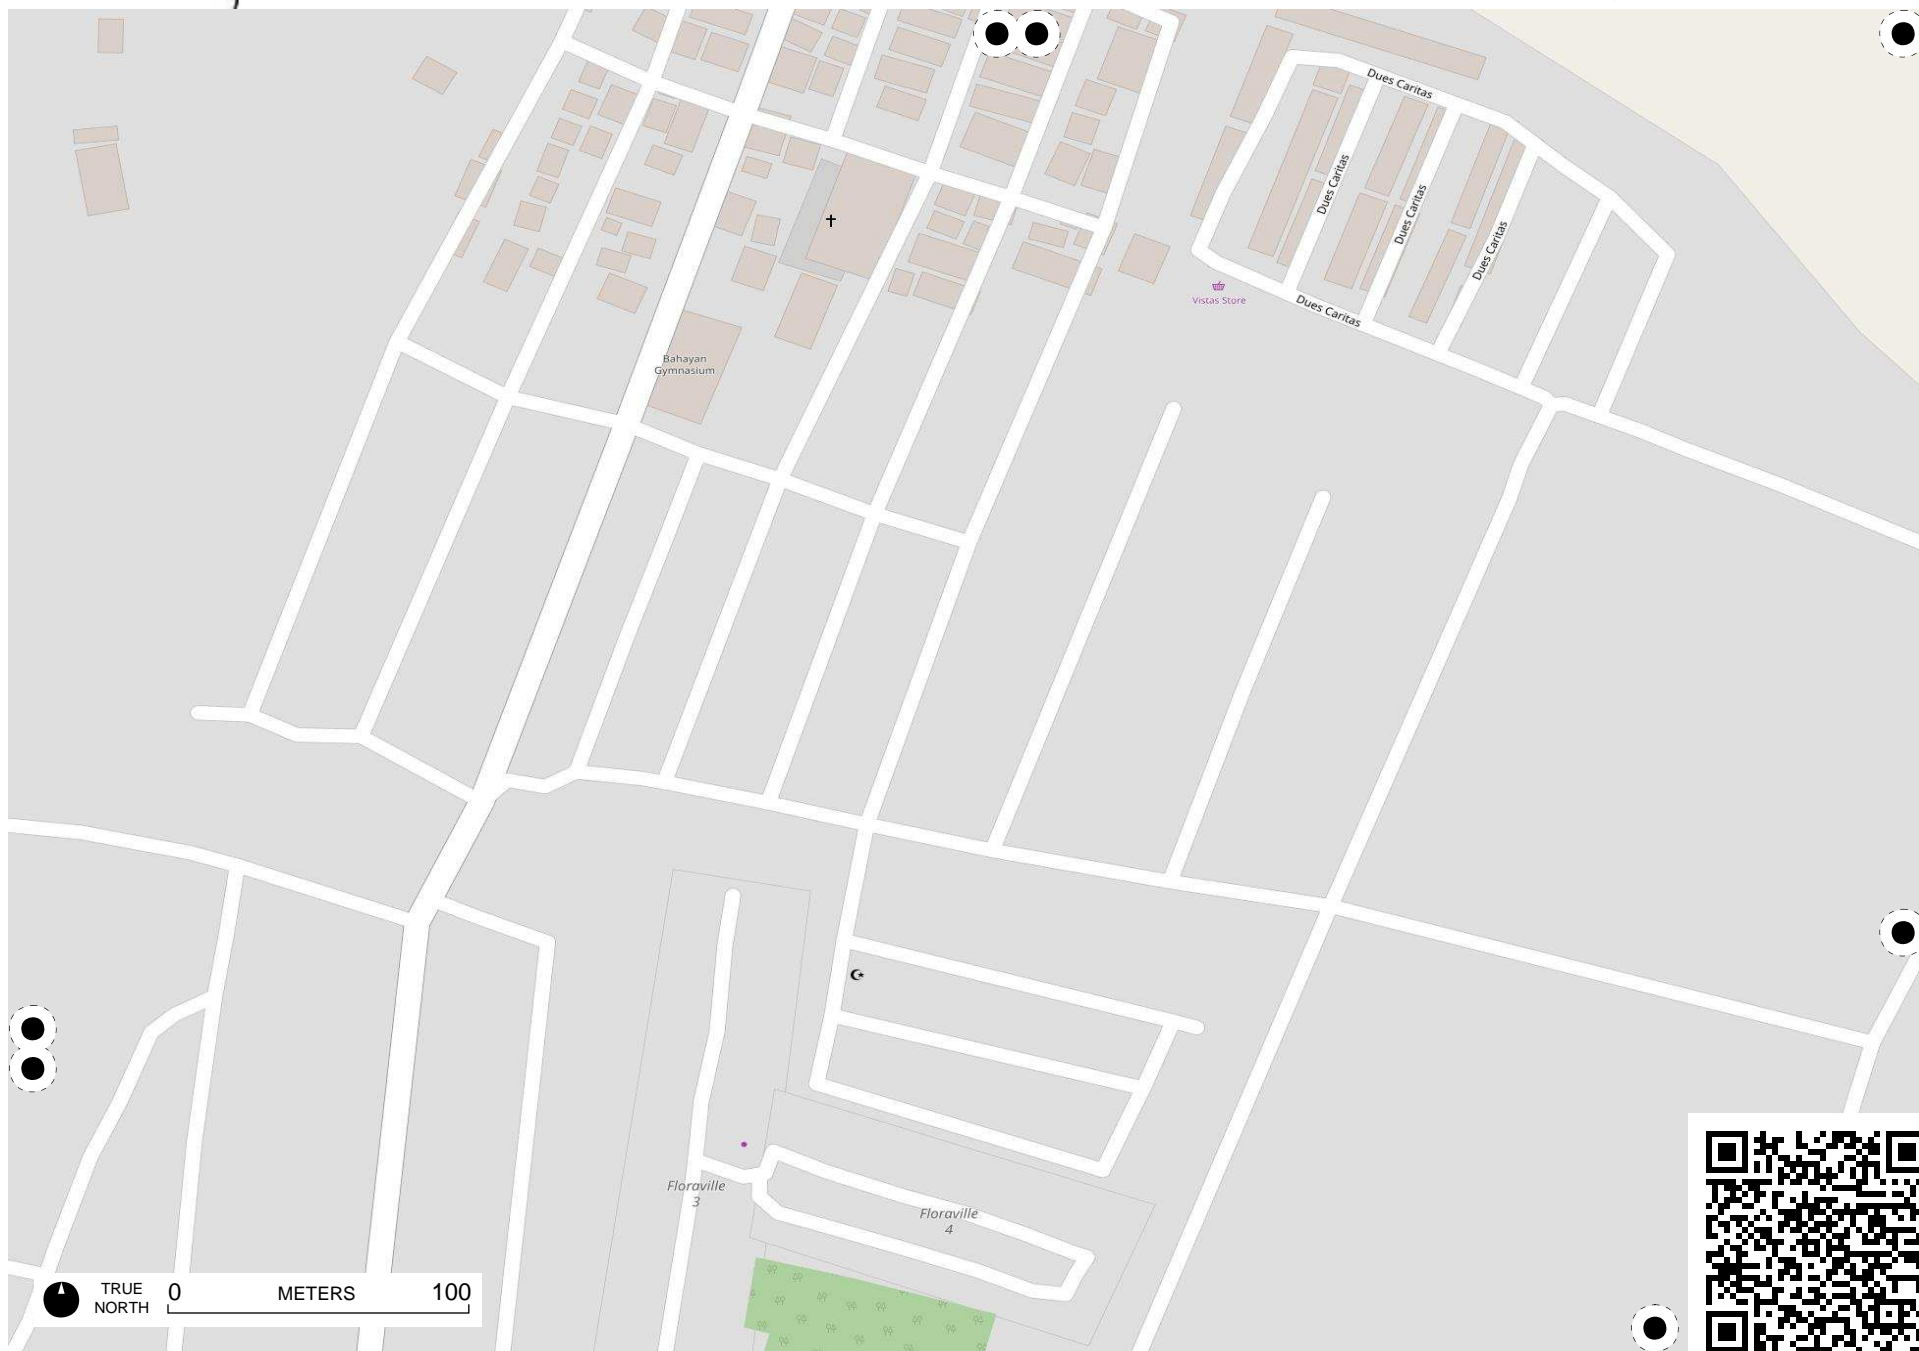 Dues Caritas
Dues Caritas
Dues Caritas
Dues Caritas
Vistas Store
Dues Caritas
Bahayan
Gymnasium
Floraville
3
Floraville
4
TRUE
NORTH
0 METERS 100